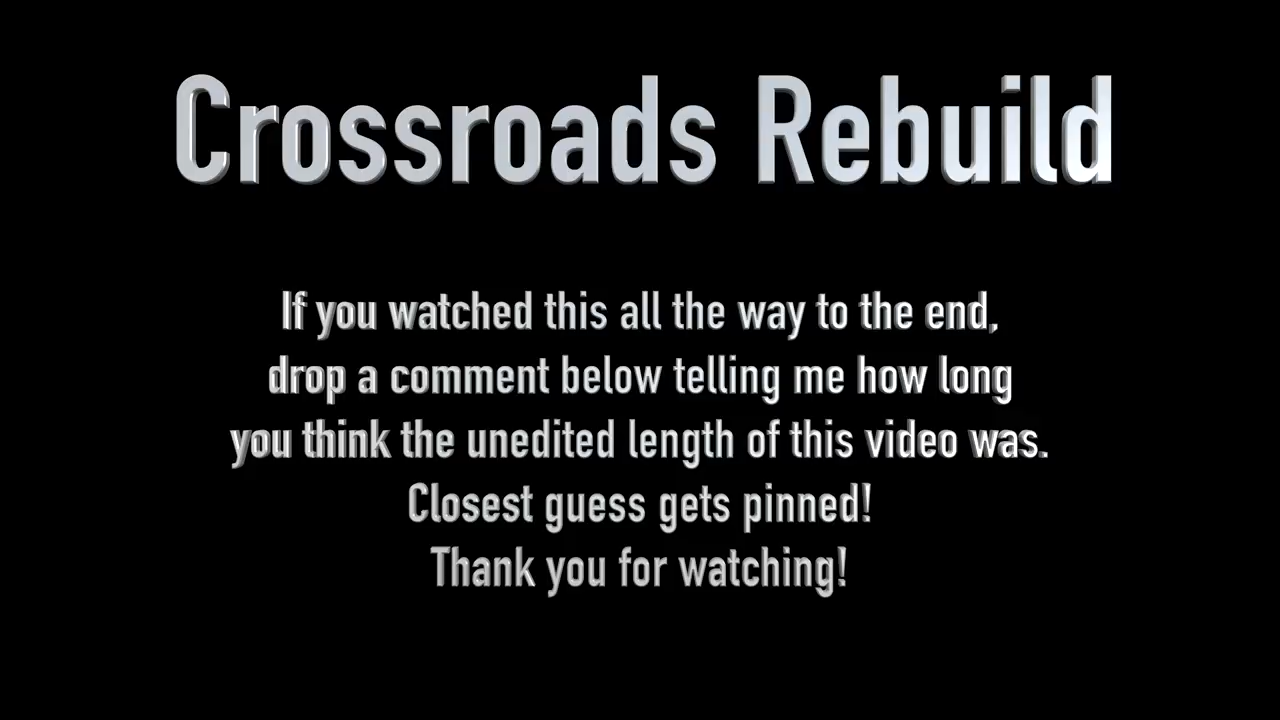 Crossroads Rebuild
If you watched this all the way to the end,
drop a comment below telling me how long
you think the unedited length of this video was.
Closest guess gets pinned!
Thank you for watching!